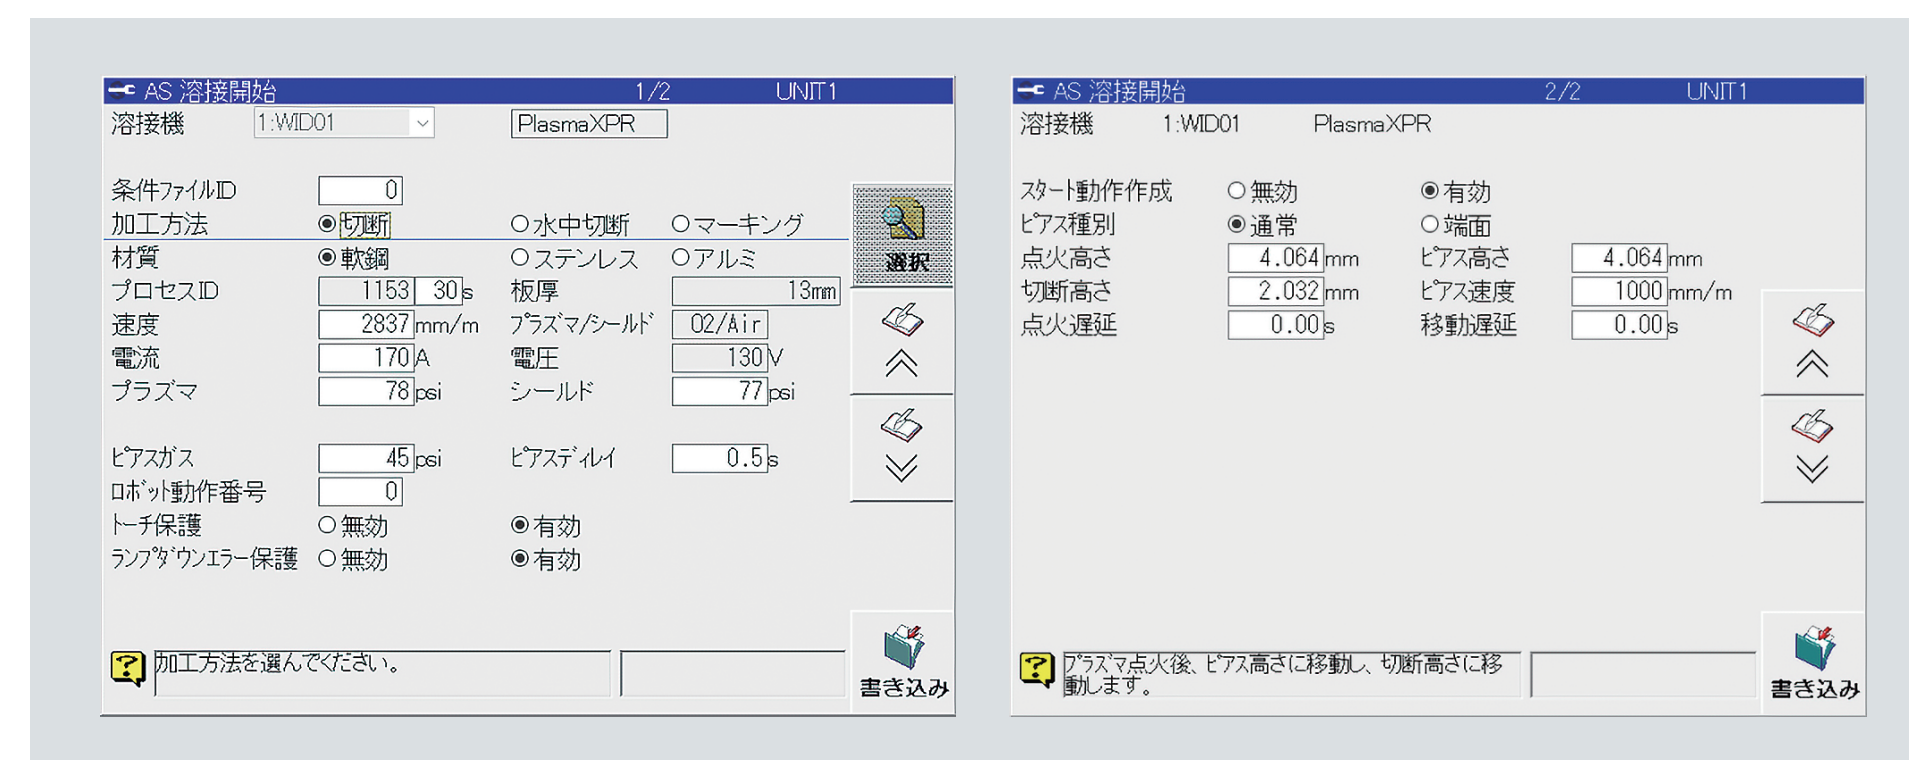 AS 溶接開始 1/2 UNIT1
溶接機 1:WID01 PlasmaXPR
条件ファイルID 0
加工方法 切断 水中切断 マーキング
材質 軟鋼 ステンレス アルミ
プロセスID 1153 30 s 板厚 13mm
速度 2837 mm/m プラズマ/シールド O2/Air
電流 170 A 電圧 130 V
プラズマ 78 psi シールド 77 psi
ピアスガス 45 psi ピアスディレイ 0.5 s
ロボット動作番号 0
トーチ保護 無効 有効
ランプダウンエラー保護 無効 有効
選択
加工方法を選んでください。
書き込み
AS 溶接開始 2/2 UNIT1
溶接機 1:WID01 PlasmaXPR
スタート動作作成 無効 有効
ピアス種別 通常 端面
点火高さ 4.064 mm ピアス高さ 4.064 mm
切断高さ 2.032 mm ピアス速度 1000 mm/m
点火遅延 0.00 s 移動遅延 0.00 s
プラズマ点火後、ピアス高さに移動し、切断高さに移
動します。
書き込み